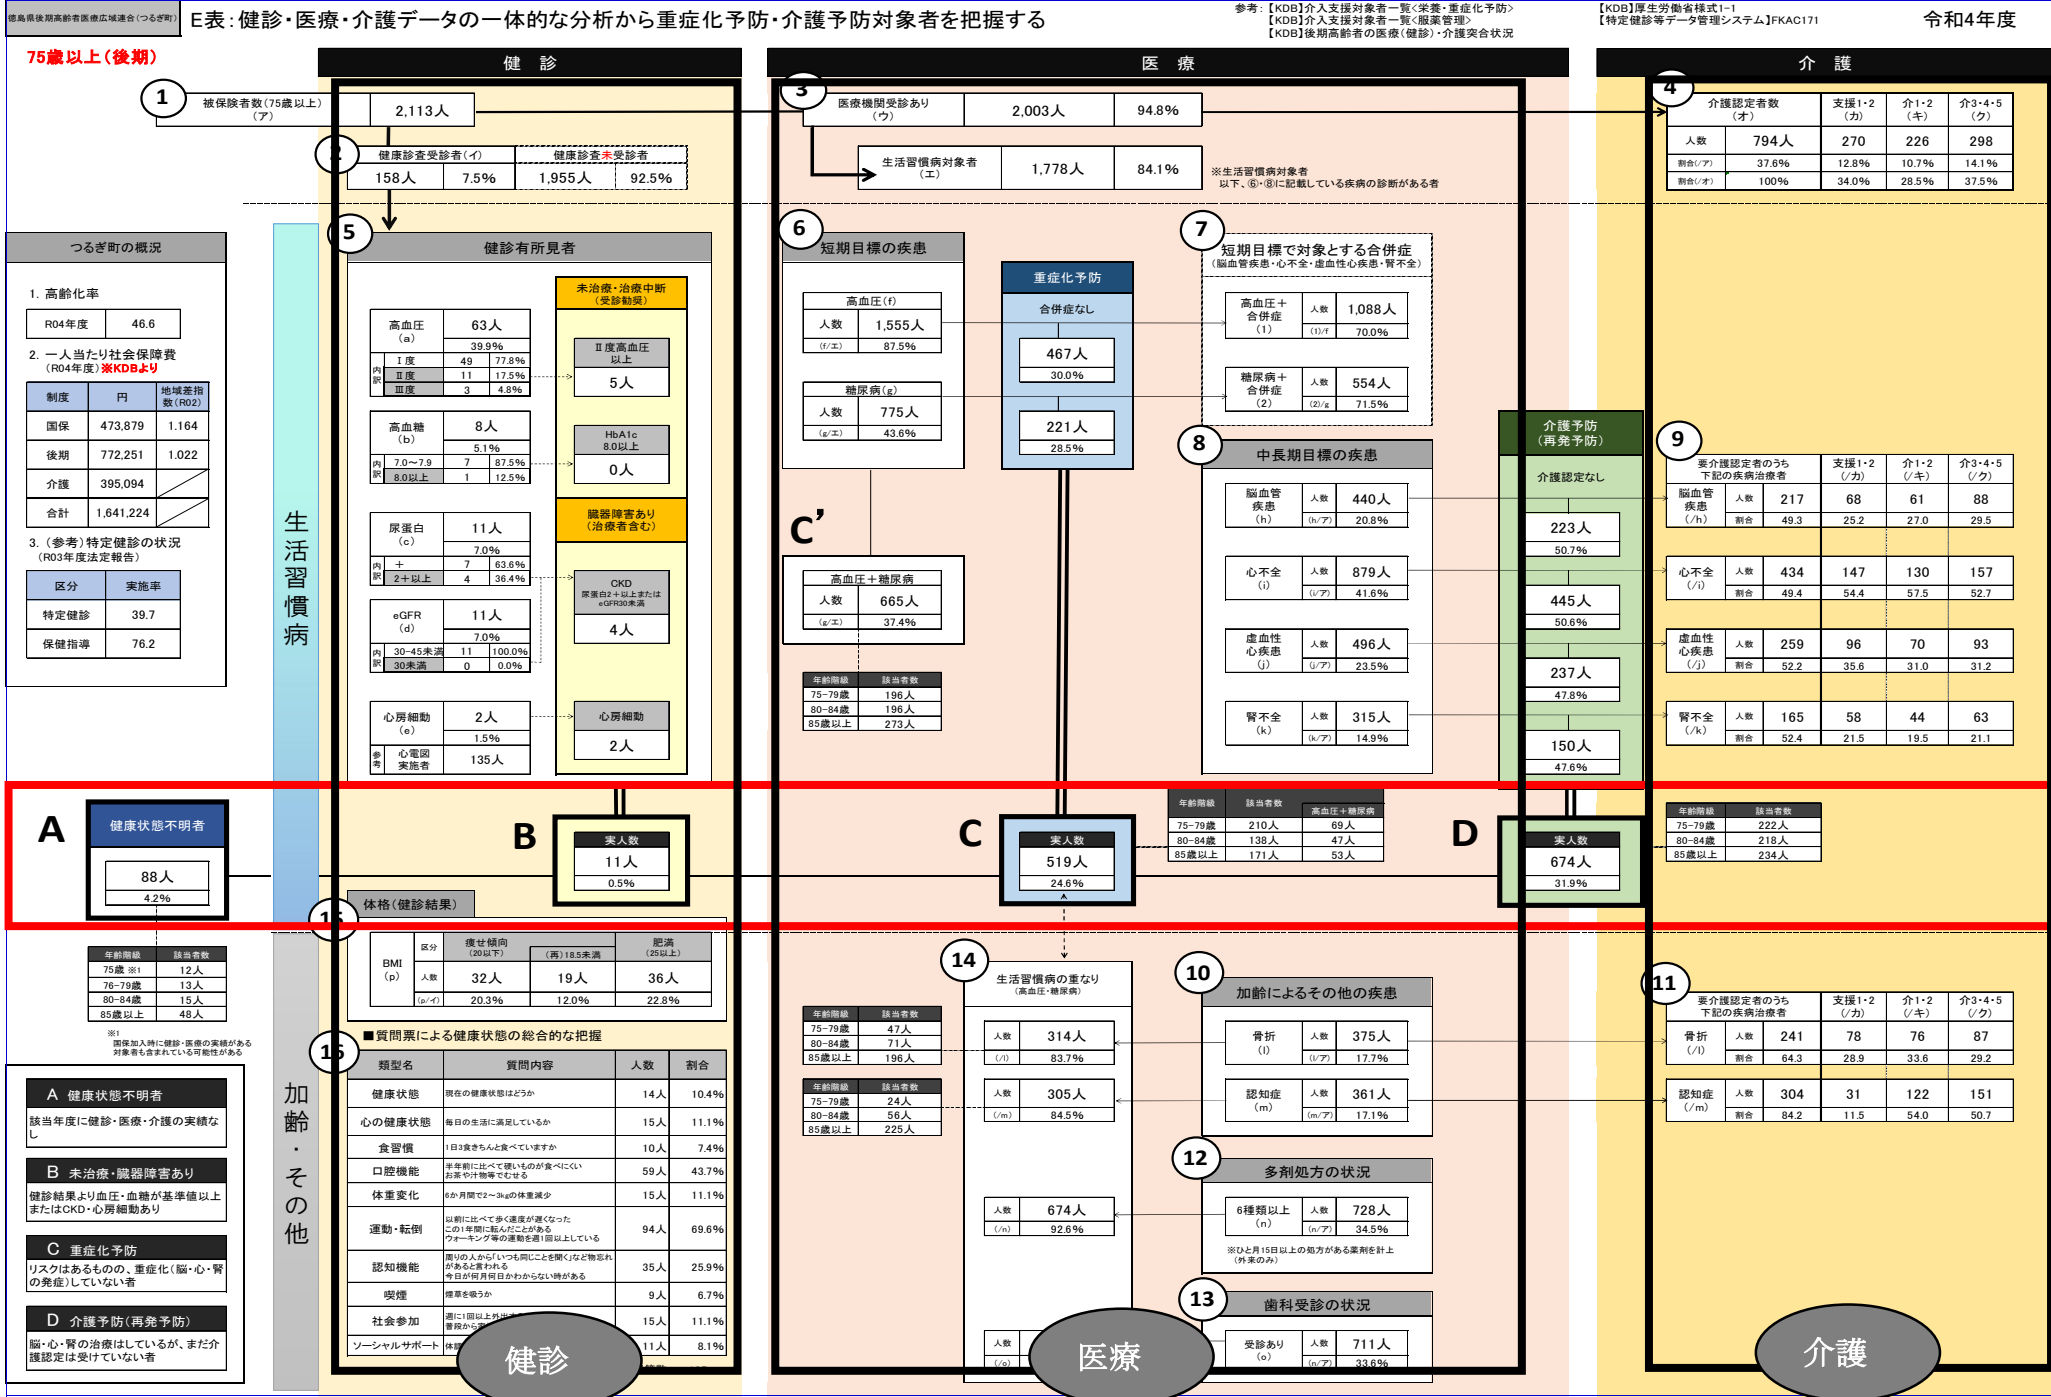 徳島県後期高齢者医療広域連合(つるぎ町)
E表：健診・医療・介護データの一体的な分析から重症化予防・介護予防対象者を把握する
参考：【KDB】介入支援対象者一覧<栄養・重症化予防>
【KDB】介入支援対象者一覧<服薬管理>
【KDB】後期高齢者の医療(健診)・介護突合状況
【KDB】厚生労働省様式1-1
【特定健診等データ管理システム】FKAC171
令和4年度
75歳以上(後期)
健 診
医 療
介 護
1
被保険者数(75歳以上)
(ア)
2,113人
2
健康診査受診者(イ) 健康診査未受診者
158人 7.5% 1,955人 92.5%
3
医療機関受診あり
(ウ)
2,003人 94.8%
生活習慣病対象者
(エ)
1,778人 84.1%
※生活習慣病対象者
以下、⑥・⑧に記載している疾病の診断がある者
4
介護認定者数
(オ)
支援1・2
(カ)
介1・2
(キ)
介3・4・5
(ク)
人数 794人 270 226 298
割合(/ア) 37.6% 12.8% 10.7% 14.1%
割合(/オ) 100% 34.0% 28.5% 37.5%
つるぎ町の概況
1. 高齢化率
R04年度 46.6
2. 一人当たり社会保障費
(R04年度)※KDBより
制度 円 地域差指数(R02)
国保 473,879 1.164
後期 772,251 1.022
介護 395,094
合計 1,641,224
3. (参考)特定健診の状況
(R03年度法定報告)
区分 実施率
特定健診 39.7
保健指導 76.2
生活習慣病
5
健診有所見者
高血圧
(a)
63人
39.9%
内訳
Ⅰ度 49 77.8%
Ⅱ度 11 17.5%
Ⅲ度 3 4.8%
高血糖
(b)
8人
5.1%
内訳
7.0～7.9 7 87.5%
8.0以上 1 12.5%
尿蛋白
(c)
11人
7.0%
内訳
+ 7 63.6%
2+以上 4 36.4%
eGFR
(d)
11人
7.0%
内訳
30-45未満 11 100.0%
30未満 0 0.0%
心房細動
(e)
2人
1.5%
参考
心電図
実施者
135人
未治療・治療中断
(受診勧奨)
Ⅱ度高血圧
以上
5人
HbA1c
8.0以上
0人
臓器障害あり
(治療者含む)
CKD
尿蛋白2+以上または
eGFR30未満
4人
心房細動
2人
6
短期目標の疾患
高血圧(f)
人数 1,555人
(f/エ) 87.5%
糖尿病(g)
人数 775人
(g/エ) 43.6%
C’
高血圧+糖尿病
人数 665人
(g/エ) 37.4%
年齢階級 該当者数
75-79歳 196人
80-84歳 196人
85歳以上 273人
重症化予防
合併症なし
467人
30.0%
221人
28.5%
7
短期目標で対象とする合併症
(脳血管疾患・心不全・虚血性心疾患・腎不全)
高血圧+
合併症
(1)
人数 1,088人
(1)/f 70.0%
糖尿病+
合併症
(2)
人数 554人
(2)/g 71.5%
8
中長期目標の疾患
脳血管
疾患
(h)
人数 440人
(h/ア) 20.8%
心不全
(i)
人数 879人
(i/ア) 41.6%
虚血性
心疾患
(j)
人数 496人
(j/ア) 23.5%
腎不全
(k)
人数 315人
(k/ア) 14.9%
介護予防
(再発予防)
介護認定なし
223人
50.7%
445人
50.6%
237人
47.8%
150人
47.6%
9
要介護認定者のうち
下記の疾病治療者
支援1・2
(/カ)
介1・2
(/キ)
介3・4・5
(/ク)
脳血管
疾患
(/h)
人数 217 68 61 88
割合 49.3 25.2 27.0 29.5
心不全
(/i)
人数 434 147 130 157
割合 49.4 54.4 57.5 52.7
虚血性
心疾患
(/j)
人数 259 96 70 93
割合 52.2 35.6 31.0 31.2
腎不全
(/k)
人数 165 58 44 63
割合 52.4 21.5 19.5 21.1
A
健康状態不明者
88人
4.2%
B
実人数
11人
0.5%
C
実人数
519人
24.6%
年齢階級 該当者数 高血圧+糖尿病
75-79歳 210人 69人
80-84歳 138人 47人
85歳以上 171人 53人
D
実人数
674人
31.9%
年齢階級 該当者数
75-79歳 222人
80-84歳 218人
85歳以上 234人
年齢階級 該当者数
75歳 ※1 12人
76-79歳 13人
80-84歳 15人
85歳以上 48人
※1
国保加入時に健診・医療の実績がある
対象者も含まれている可能性がある
A 健康状態不明者
該当年度に健診・医療・介護の実績な
し
B 未治療・臓器障害あり
健診結果より血圧・血糖が基準値以上
またはCKD・心房細動あり
C 重症化予防
リスクはあるものの、重症化(脳・心・腎
の発症)していない者
D 介護予防(再発予防)
脳・心・腎の治療はしているが、まだ介
護認定は受けていない者
加齢・その他
15
体格(健診結果)
BMI
(p)
区分 痩せ傾向
(20以下)
(再)18.5未満
肥満
(25以上)
人数 32人 19人 36人
(p/イ) 20.3% 12.0% 22.8%
16
■質問票による健康状態の総合的な把握
類型名 質問内容 人数 割合
健康状態 現在の健康状態はどうか 14人 10.4%
心の健康状態 毎日の生活に満足しているか 15人 11.1%
食習慣 1日3食きちんと食べていますか 10人 7.4%
口腔機能 半年前に比べて硬いものが食べにくい
お茶や汁物等でむせる 59人 43.7%
体重変化 6か月間で2～3kgの体重減少 15人 11.1%
運動・転倒 以前に比べて歩く速度が遅くなった
この1年間に転んだことがある
ウォーキング等の運動を週1回以上している 94人 69.6%
認知機能 周りの人から「いつも同じことを聞く」など物忘れ
があると言われる
今日が何月何日かわからない時がある 35人 25.9%
喫煙 煙草を吸うか 9人 6.7%
社会参加 週に1回以上外出
普段から 15人 11.1%
ソーシャルサポート 体調 11人 8.1%
健診
14
生活習慣病の重なり
(高血圧・糖尿病)
年齢階級 該当者数
75-79歳 47人
80-84歳 71人
85歳以上 196人
人数 314人
(/l) 83.7%
年齢階級 該当者数
75-79歳 24人
80-84歳 56人
85歳以上 225人
人数 305人
(/m) 84.5%
人数 674人
(/n) 92.6%
人数
(/o)
10
加齢によるその他の疾患
骨折
(l)
人数 375人
(l/ア) 17.7%
認知症
(m)
人数 361人
(m/ア) 17.1%
12
多剤処方の状況
6種類以上
(n)
人数 728人
(n/ア) 34.5%
※ひと月15日以上の処方がある薬剤を計上
(外来のみ)
13
歯科受診の状況
受診あり
(o)
人数 711人
(n/ア) 33.6%
医療
11
要介護認定者のうち
下記の疾病治療者
支援1・2
(/カ)
介1・2
(/キ)
介3・4・5
(/ク)
骨折
(/l)
人数 241 78 76 87
割合 64.3 28.9 33.6 29.2
認知症
(/m)
人数 304 31 122 151
割合 84.2 11.5 54.0 50.7
介護